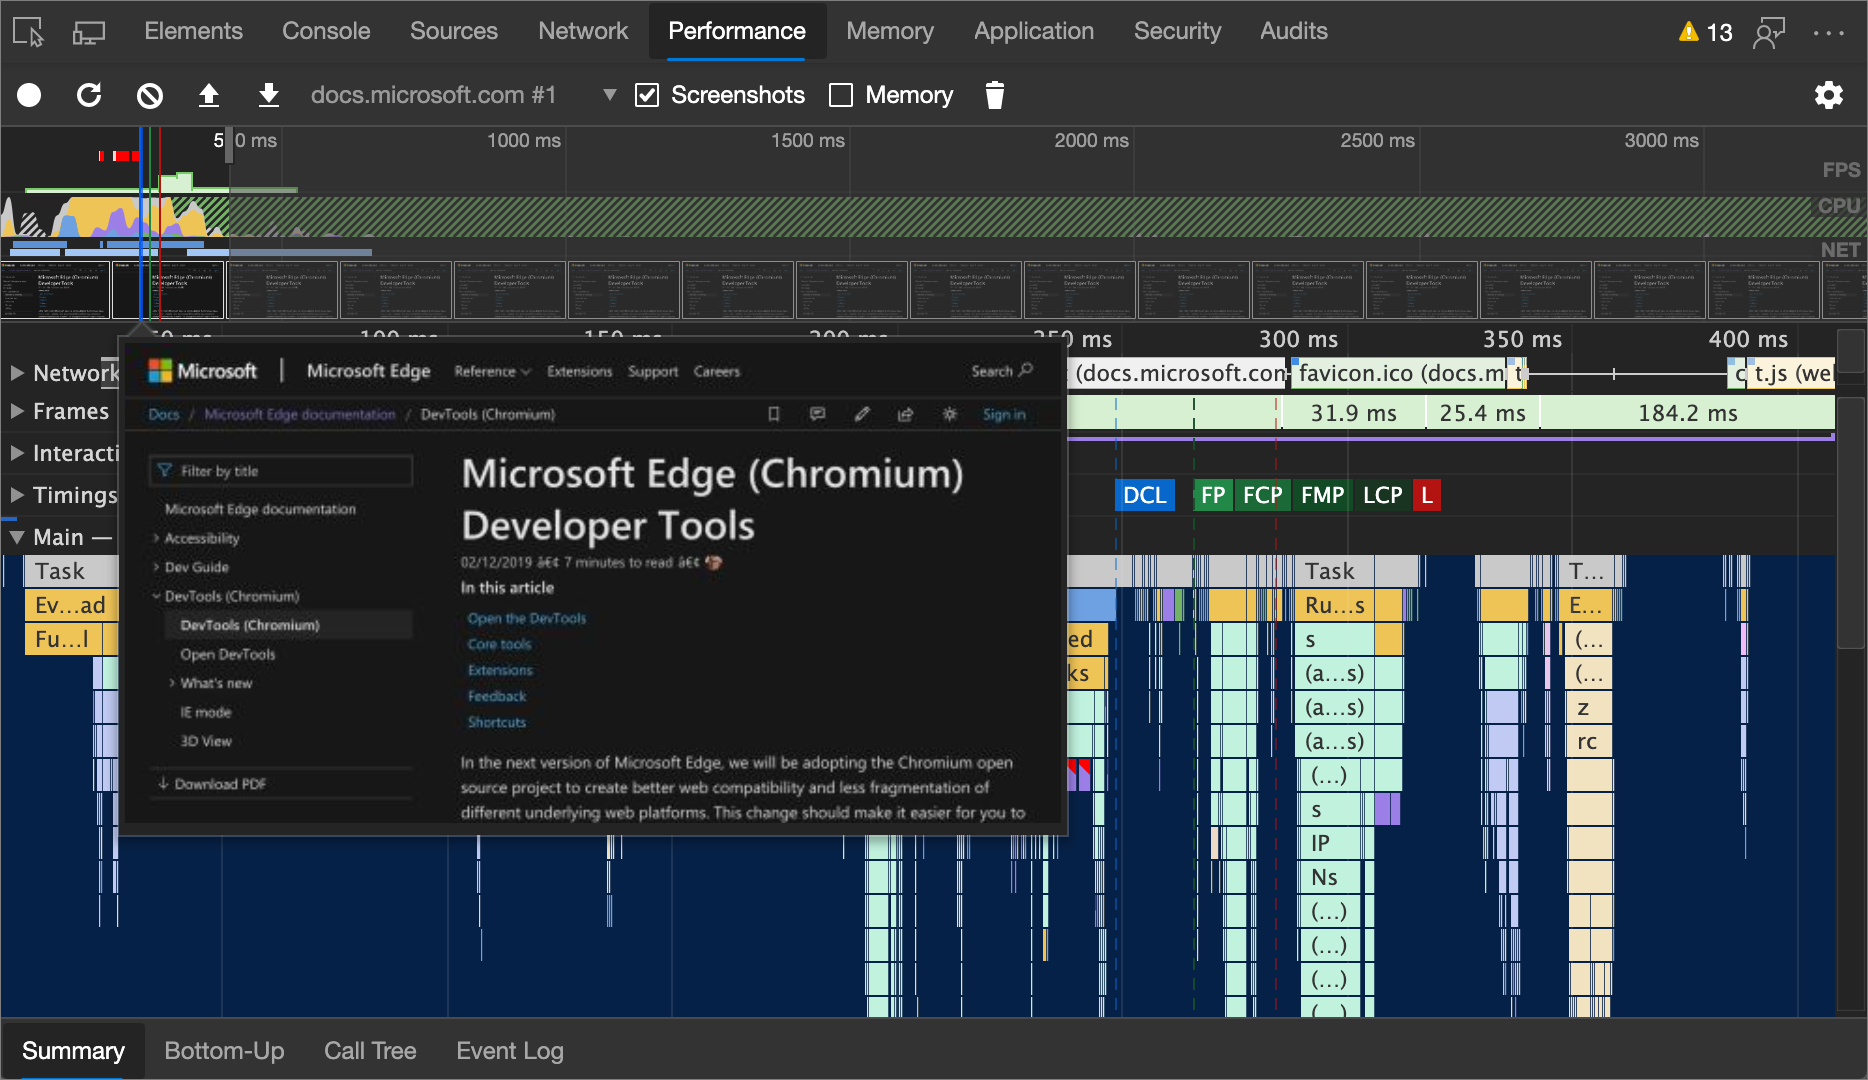 Elements Console Sources Network Performance Memory Application Security Audits 13
docs.microsoft.com #1 Screenshots Memory
5 0 ms 1000 ms 1500 ms 2000 ms 2500 ms 3000 ms
FPS
CPU
NET
300 ms 350 ms 400 ms
Network (docs.microsoft.con favicon.ico (docs.m t c t.js (we
Frames 31.9 ms 25.4 ms 184.2 ms
Interacti
Timings DCL FP FCP FMP LCP L
Main —
Task Task T...
Ev...ad Ru...s E...
Fu...l ed s (...
ks (a...s) (...
(a...s) z
(a...s) rc
(...)
s
IP
Ns
(...)
(...)
(...)
(...)
Microsoft | Microsoft Edge Reference Extensions Support Careers Search
Docs / Microsoft Edge documentation / DevTools (Chromium) Sign in
Filter by title
Microsoft Edge documentation
Accessibility
Dev Guide
DevTools (Chromium)
DevTools (Chromium)
Open DevTools
What's new
IE mode
3D View
Download PDF
Microsoft Edge (Chromium)
Developer Tools
02/12/2019 â€¢ 7 minutes to read â€¢
In this article
Open the DevTools
Core tools
Extensions
Feedback
Shortcuts
In the next version of Microsoft Edge, we will be adopting the Chromium open
source project to create better web compatibility and less fragmentation of
different underlying web platforms. This change should make it easier for you to
Summary Bottom-Up Call Tree Event Log